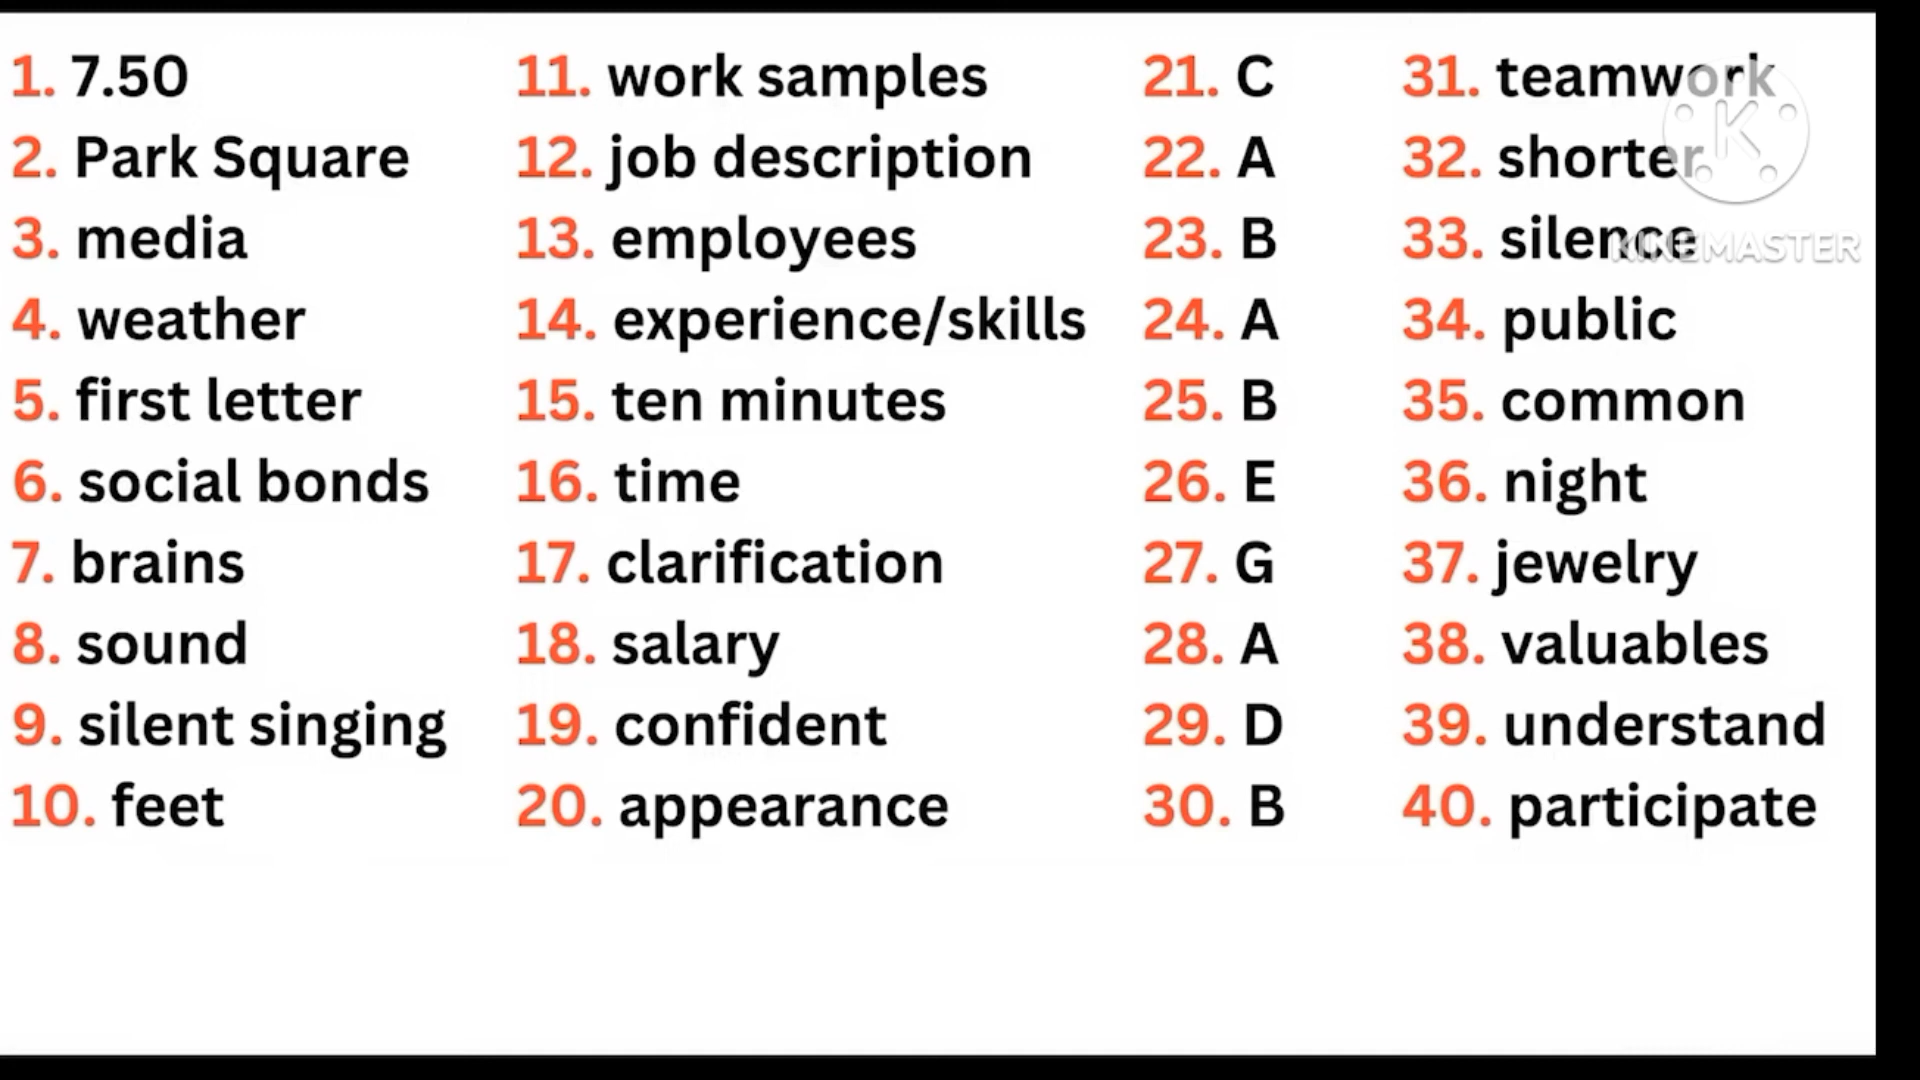 1. 7.50
2. Park Square
3. media
4. weather
5. first letter
6. social bonds
7. brains
8. sound
9. silent singing
10. feet
11. work samples
12. job description
13. employees
14. experience/skills
15. ten minutes
16. time
17. clarification
18. salary
19. confident
20. appearance
21. C
22. A
23. B
24. A
25. B
26. E
27. G
28. A
29. D
30. B
31. teamwork
32. shorter
33. silence
34. public
35. common
36. night
37. jewelry
38. valuables
39. understand
40. participate
K
KINEMASTER